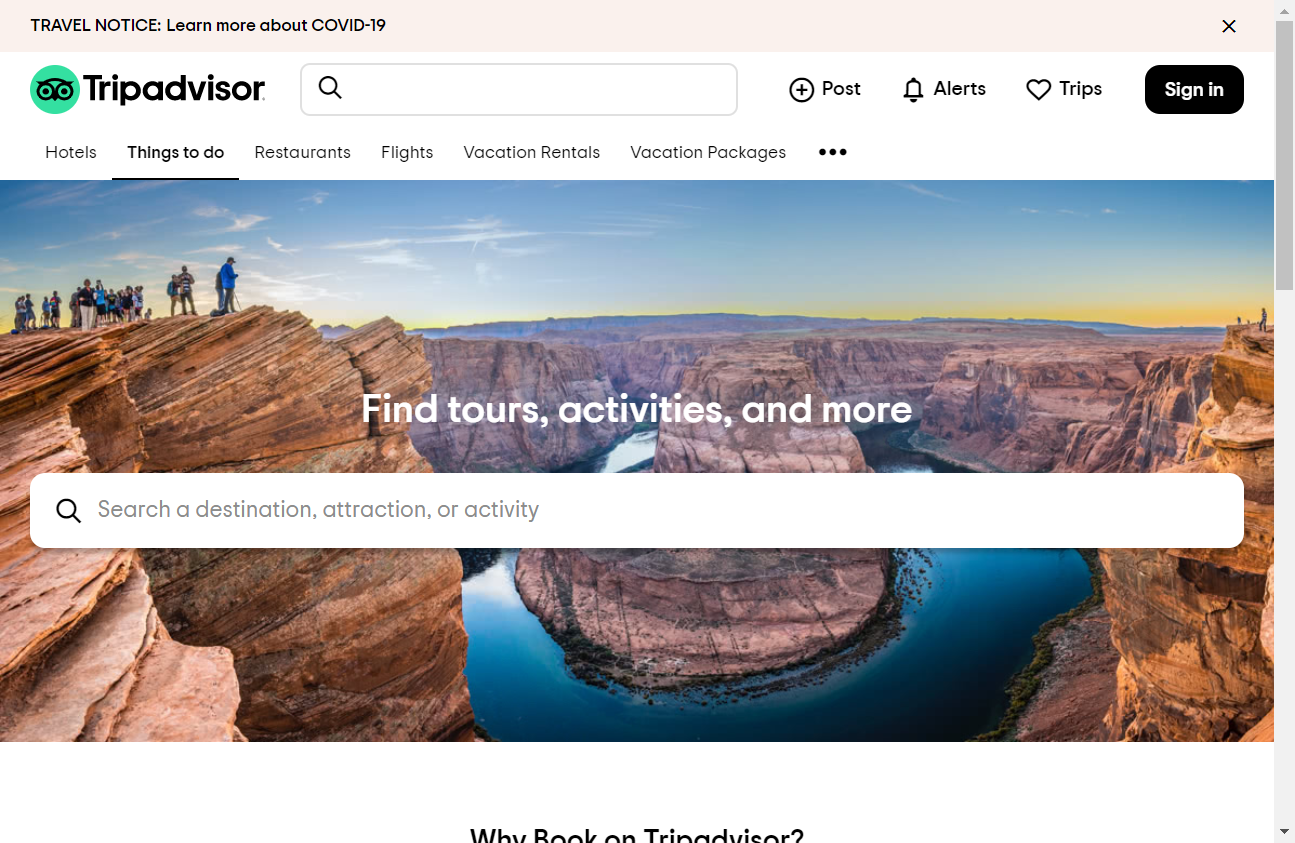 TRAVEL NOTICE: Learn more about COVID-19
Tripadvisor
Post
Alerts
Trips
Sign in
Hotels
Things to do
Restaurants
Flights
Vacation Rentals
Vacation Packages
Find tours, activities, and more
Search a destination, attraction, or activity
Why Book on Tripadvisor?